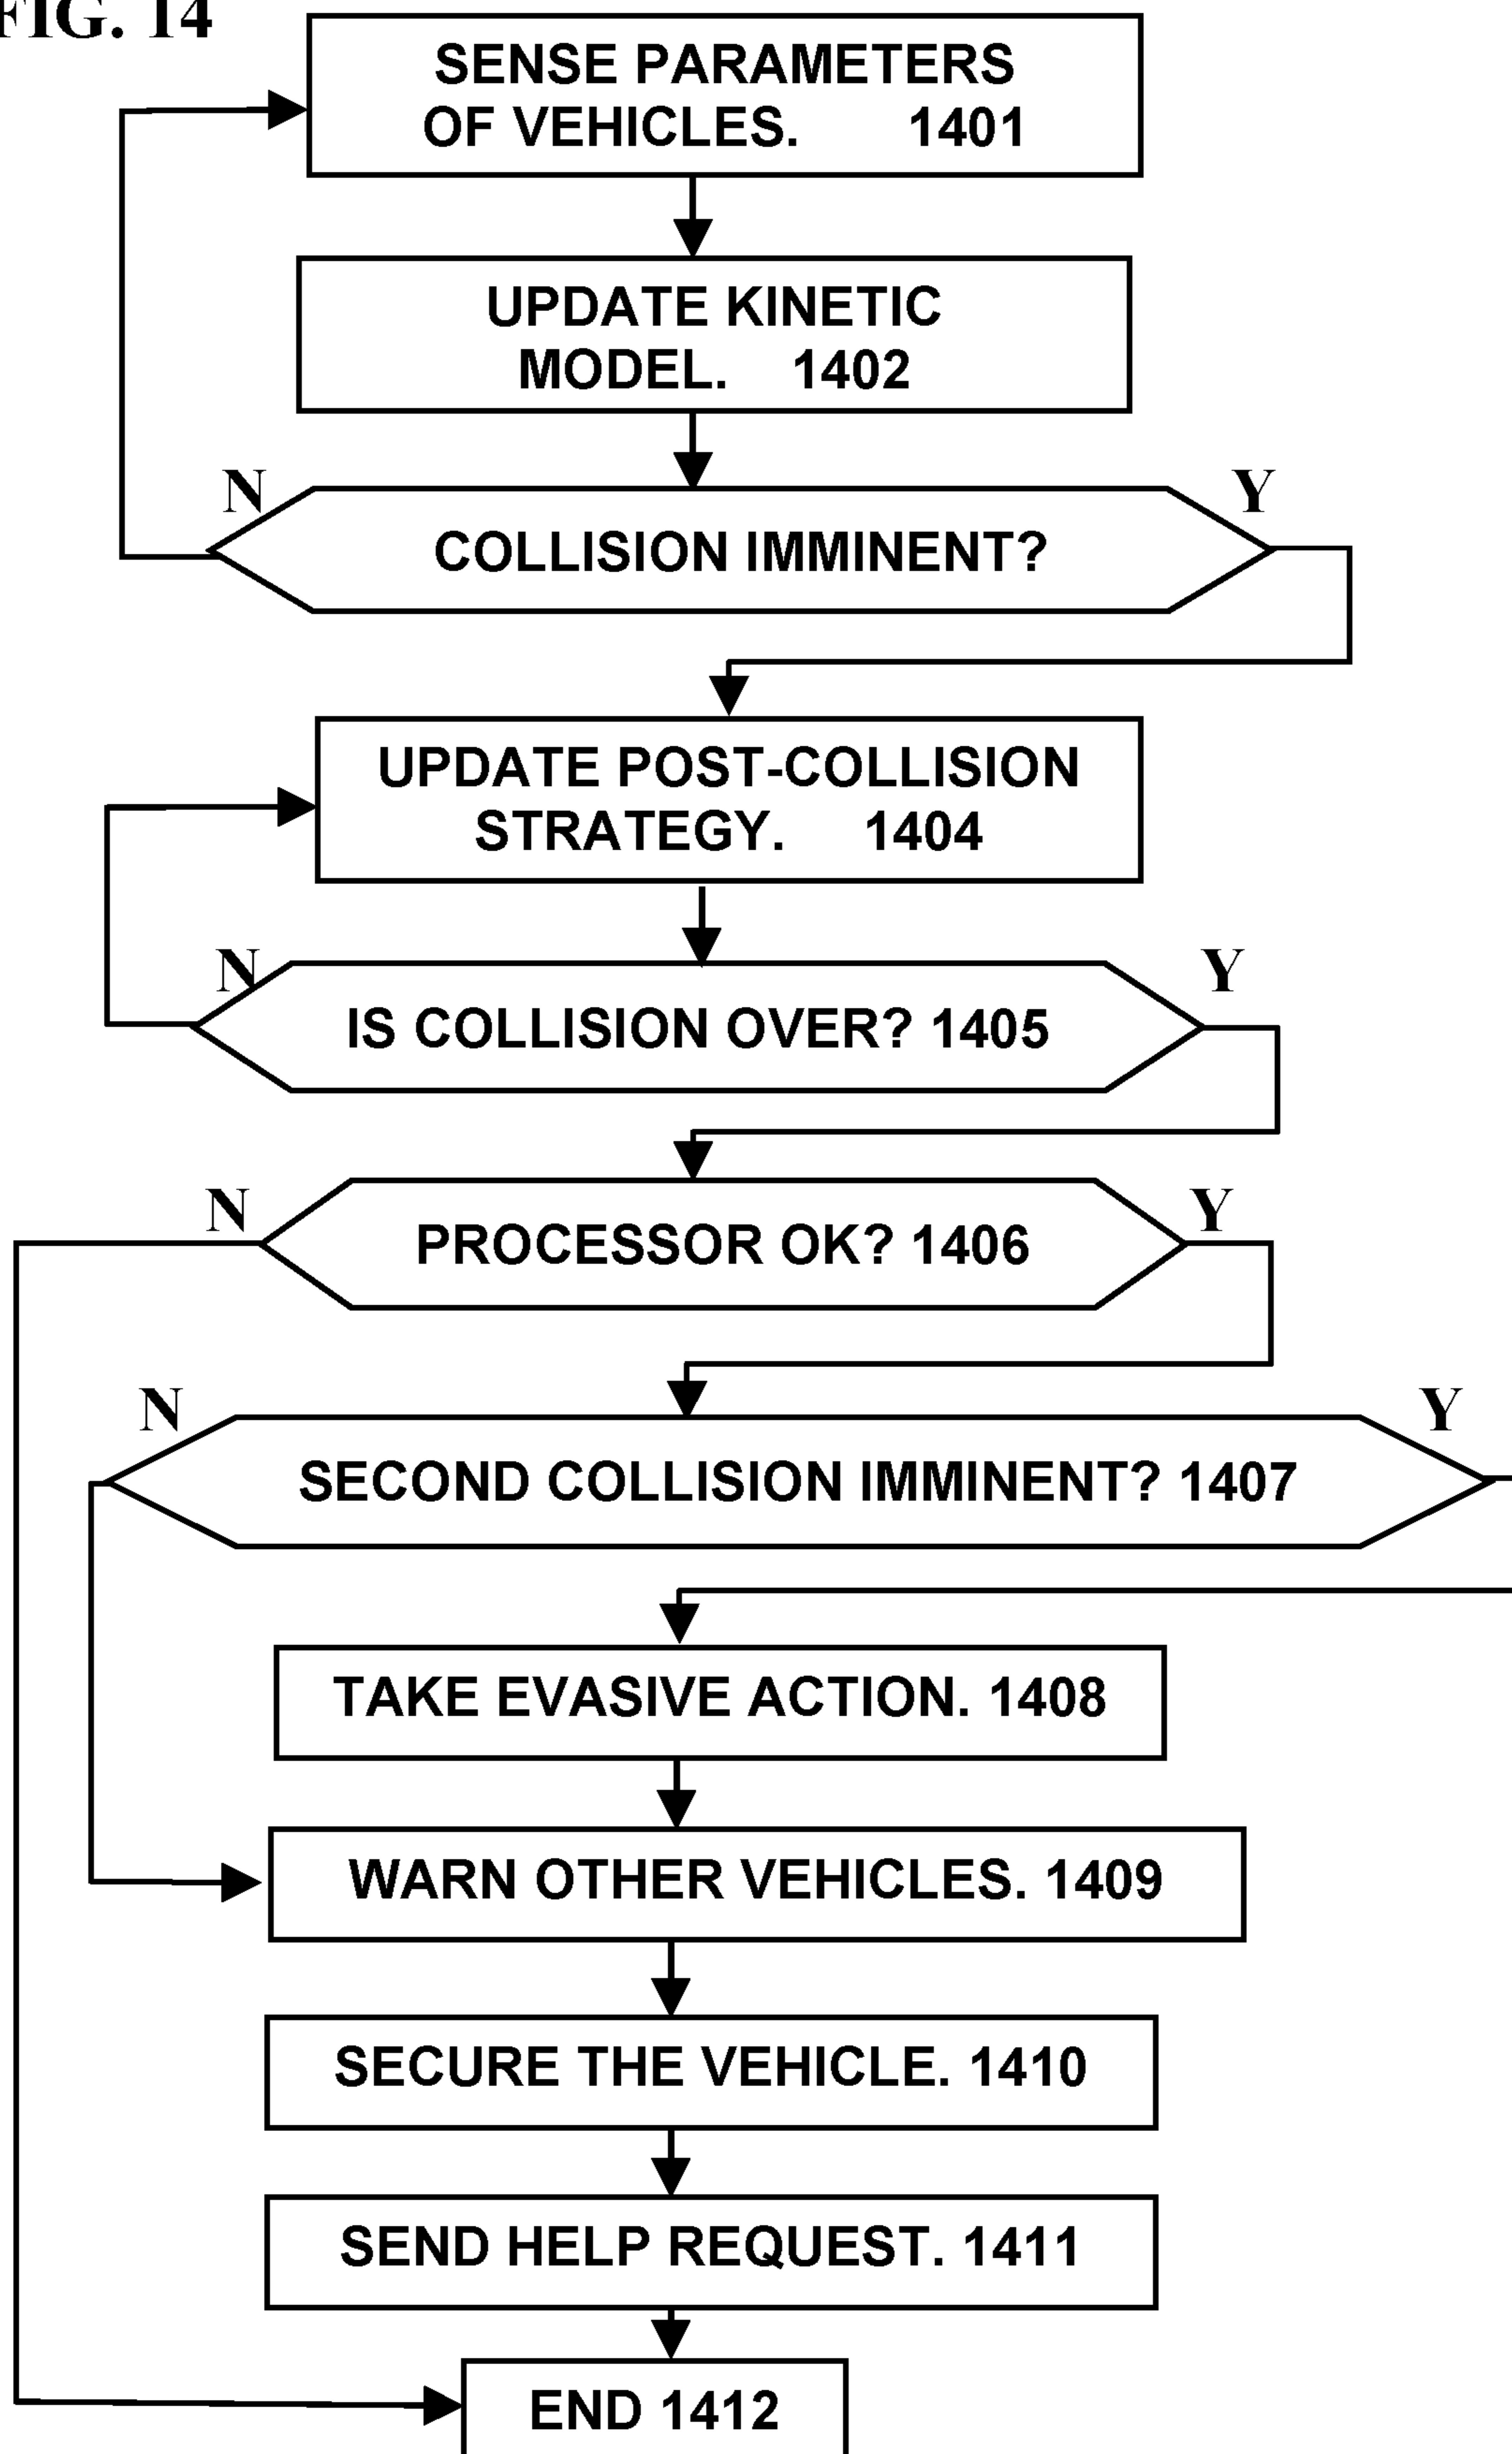 FIG. 14
SENSE PARAMETERS
OF VEHICLES. 1401
UPDATE KINETIC
MODEL. 1402
N
Y
COLLISION IMMINENT?
UPDATE POST-COLLISION
STRATEGY. 1404
N
Y
IS COLLISION OVER? 1405
N
Y
PROCESSOR OK? 1406
N
Y
SECOND COLLISION IMMINENT? 1407
TAKE EVASIVE ACTION. 1408
WARN OTHER VEHICLES. 1409
SECURE THE VEHICLE. 1410
SEND HELP REQUEST. 1411
END 1412